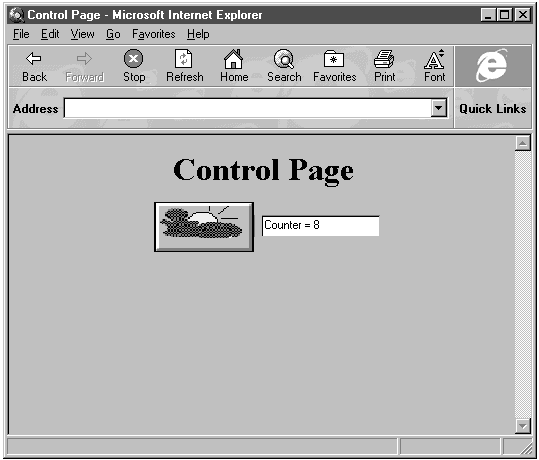 Control Page - Microsoft Internet Explorer
File Edit View Go Favorites Help
Back Forward Stop Refresh Home Search Favorites Print Font
Address Quick Links
Control Page
Counter = 8